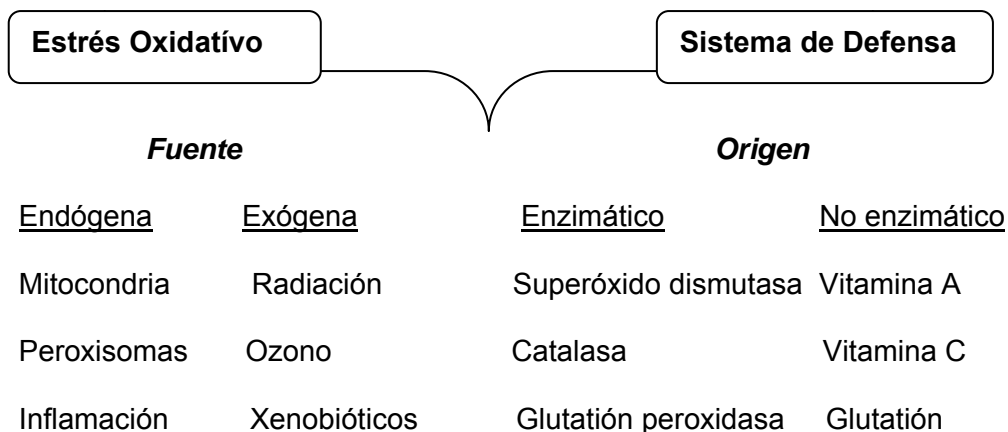 Estrés Oxidatívo Sistema de Defensa
Fuente Origen
Endógena Exógena Enzimático No enzimático
Mitocondria Radiación Superóxido dismutasa Vitamina A
Peroxisomas Ozono Catalasa Vitamina C
Inflamación Xenobióticos Glutatión peroxidasa Glutatión